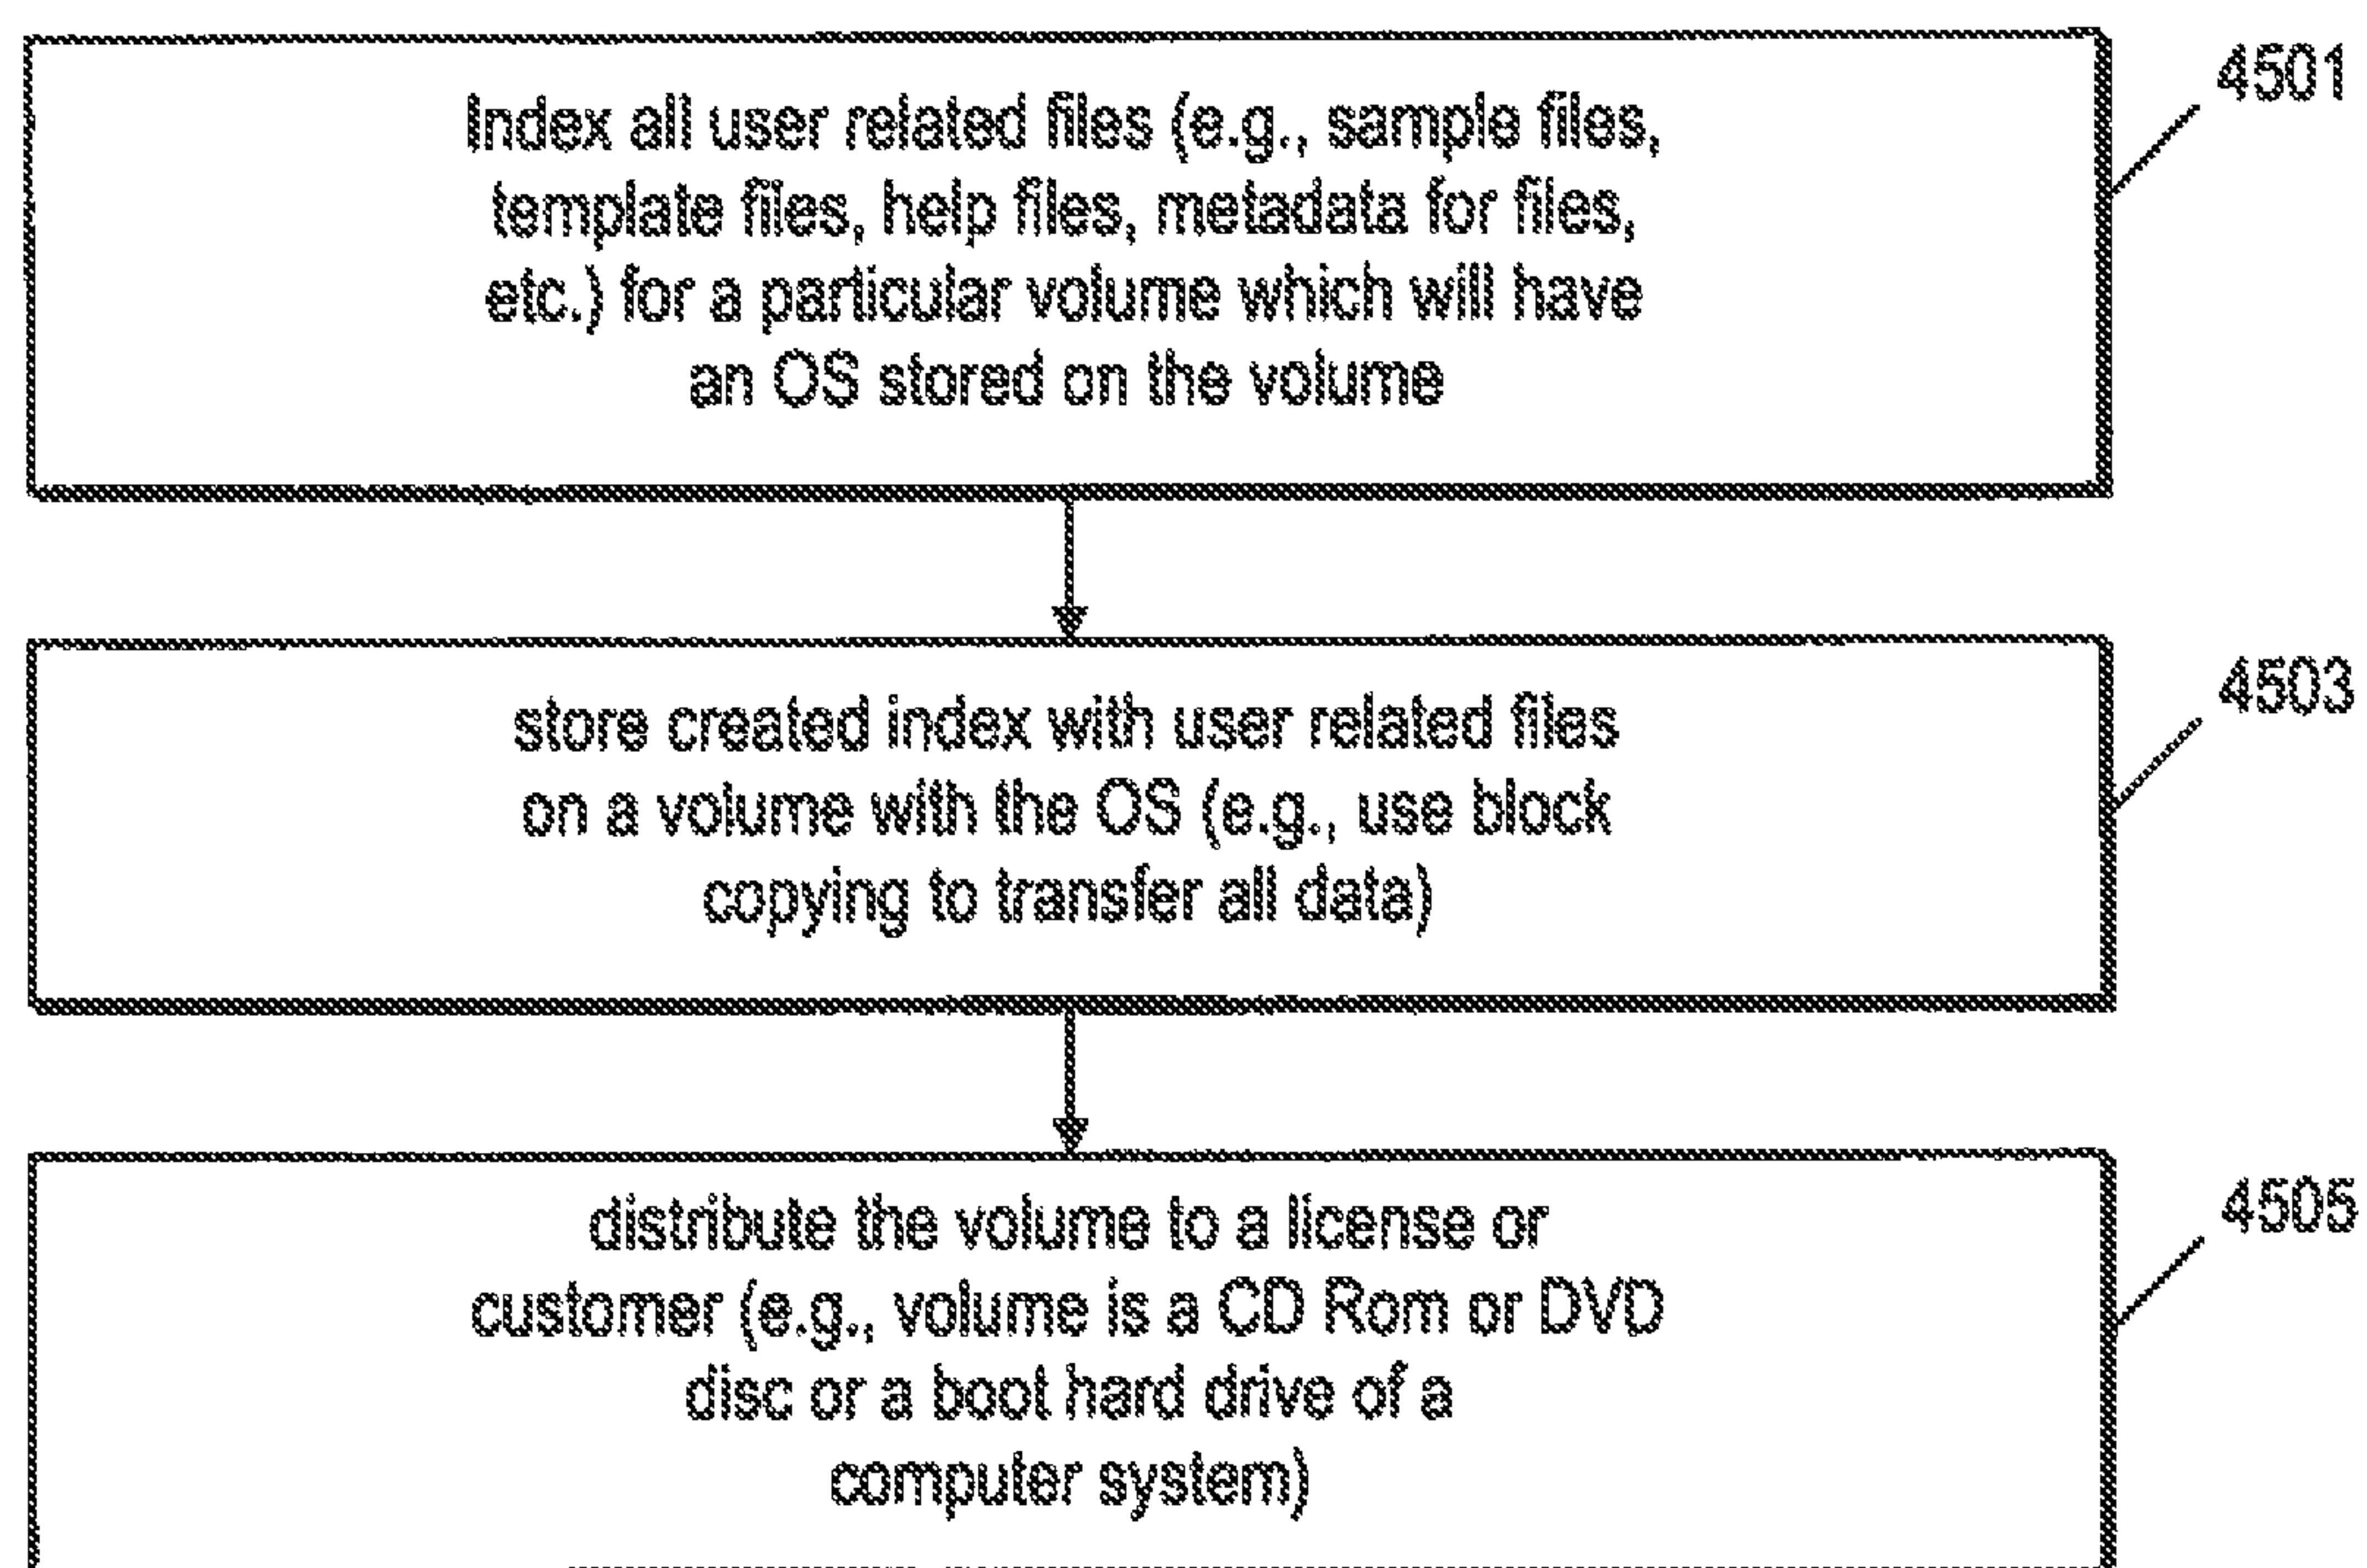 4501
Index all user related files (e.g., sample files,
template files, help files, metadata for files,
etc.) for a particular volume which will have
an OS stored on the volume
4503
store created index with user related files
on a volume with the OS (e.g., use block
copying to transfer all data)
4505
distribute the volume to a license or
customer (e.g., volume is a CD Rom or DVD
disc or a boot hard drive of a
computer system)